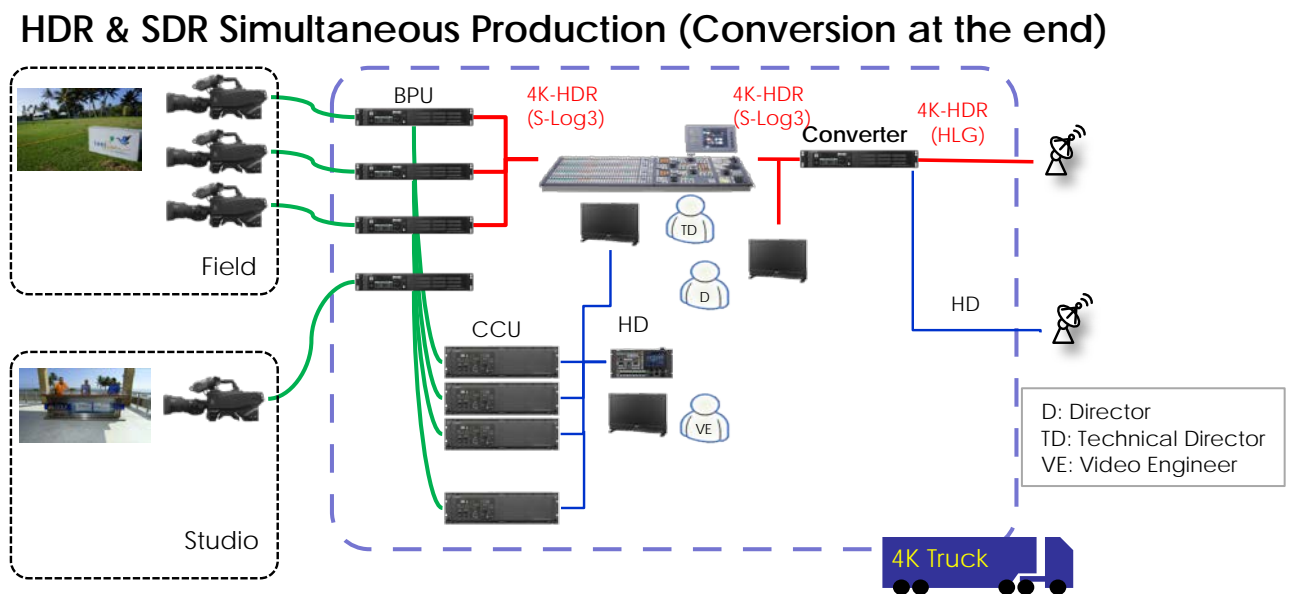 HDR & SDR Simultaneous Production (Conversion at the end)
BPU
4K-HDR
(S-Log3)
4K-HDR
(S-Log3)
Converter
4K-HDR
(HLG)
TD
Field
D
CCU
HD
HD
VE
D: Director
TD: Technical Director
VE: Video Engineer
Studio
4K Truck